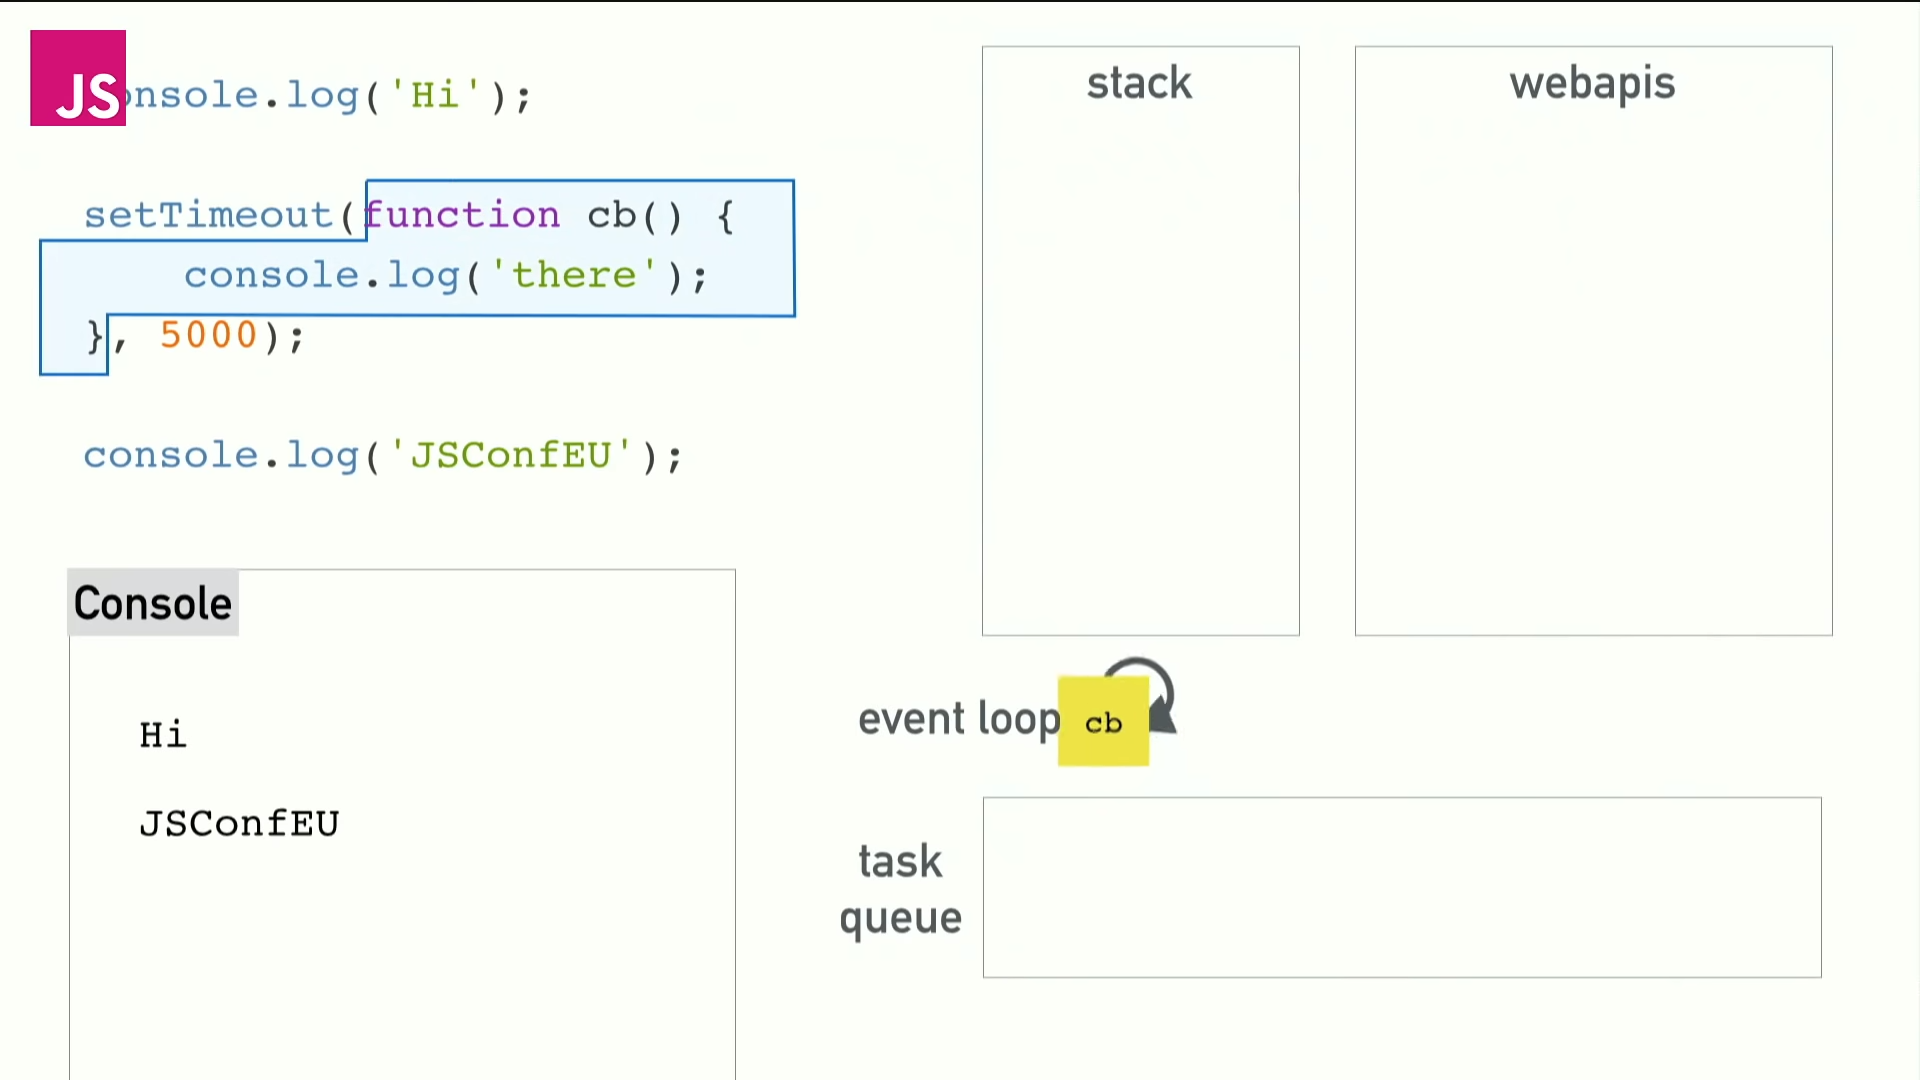 JS
onsole.log('Hi');
setTimeout(function cb() {
console.log('there');
}, 5000);
console.log('JSConfEU');
Console
Hi
JSConfEU
stack
webapis
event loop
cb
task
queue